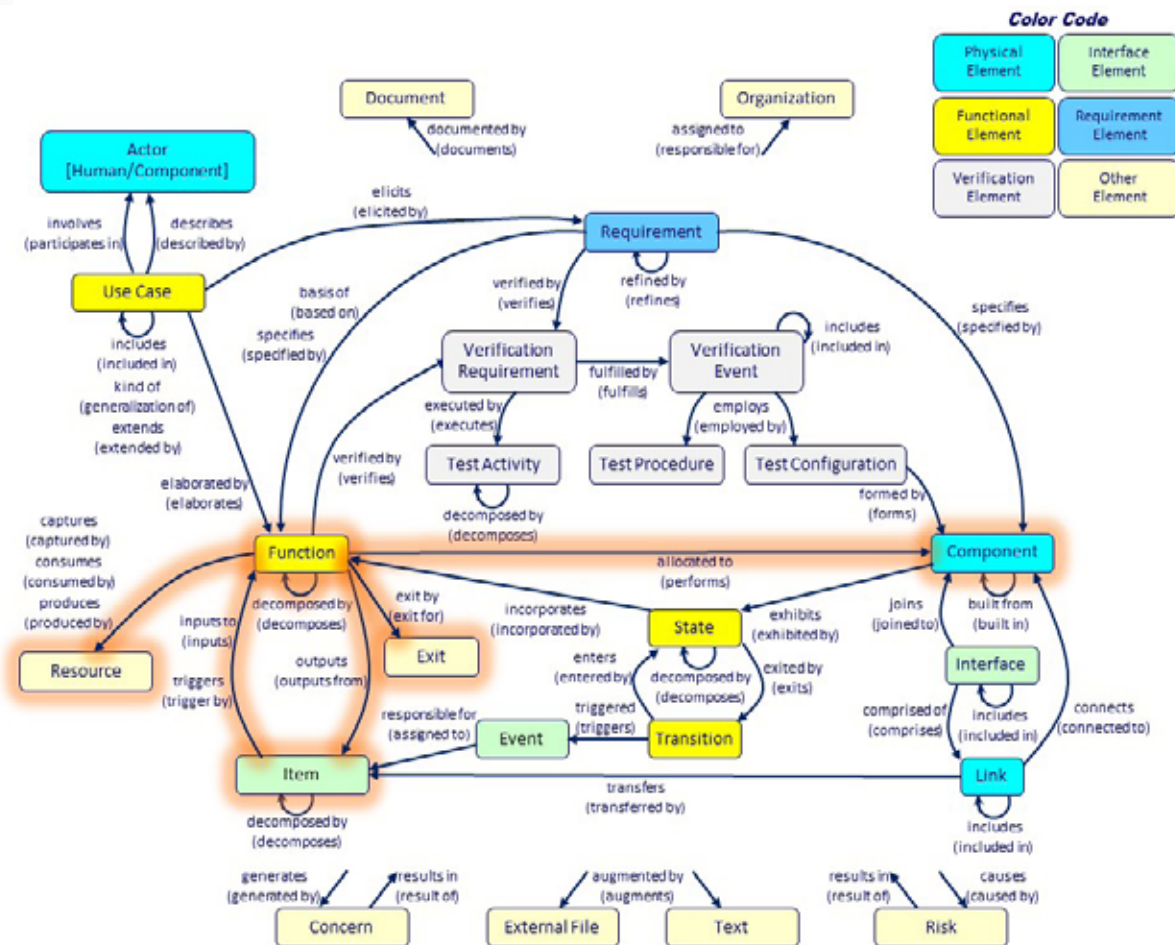 Color Code
Physical
Element
Interface
Element
Functional
Element
Requirement
Element
Verification
Element
Other
Element
Document
documented by
(documents)
Organization
assigned to
(responsible for)
Actor
[Human/Component]
involves
(participates in)
describes
(described by)
elicits
(elicited by)
Use Case
includes
(included in)
kind of
(generalization of)
extends
(extended by)
Requirement
refined by
(refines)
verified by
(verifies)
basis of
(based on)
specifies
(specified by)
specifies
(specified by)
Verification
Requirement
fulfilled by
(fulfills)
Verification
Event
includes
(included in)
executed by
(executes)
employs
(employed by)
Test Activity
decomposed by
(decomposes)
Test Procedure
Test Configuration
formed by
(forms)
verified by
(verifies)
elaborated by
(elaborates)
captures
(captured by)
consumes
(consumed by)
produces
(produced by)
Function
decomposed by
(decomposes)
allocated to
(performs)
Component
built from
(built in)
joins
(joined to)
exit by
(exit for)
Exit
incorporates
(incorporated by)
exhibits
(exhibited by)
State
decomposed by
(decomposes)
enters
(entered by)
exited by
(exits)
Resource
inputs to
(inputs)
triggers
(trigger by)
outputs
(outputs from)
Interface
includes
(included in)
comprised of
(comprises)
connects
(connected to)
responsible for
(assigned to)
Event
triggered
(triggers)
Transition
Item
decomposed by
(decomposes)
transfers
(transferred by)
Link
includes
(included in)
generates
(generated by)
results in
(result of)
Concern
augmented by
(augments)
External File
Text
results in
(result of)
causes
(caused by)
Risk